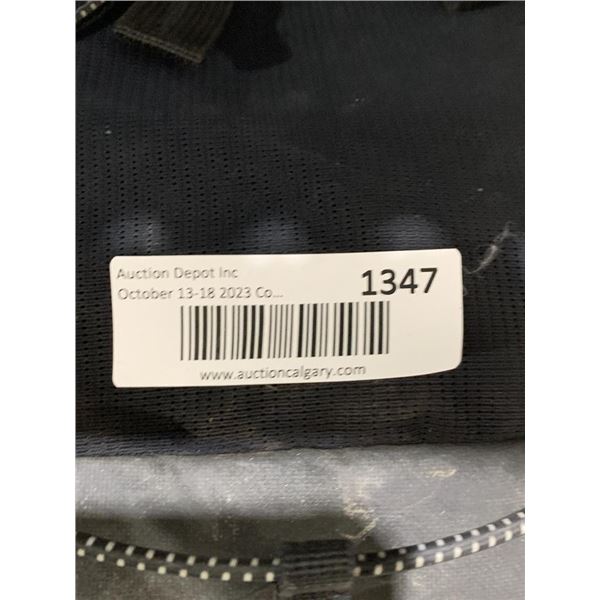 Auction Depot Inc
1347
October 13-18 2023 Co...
www.auctioncalgary.com